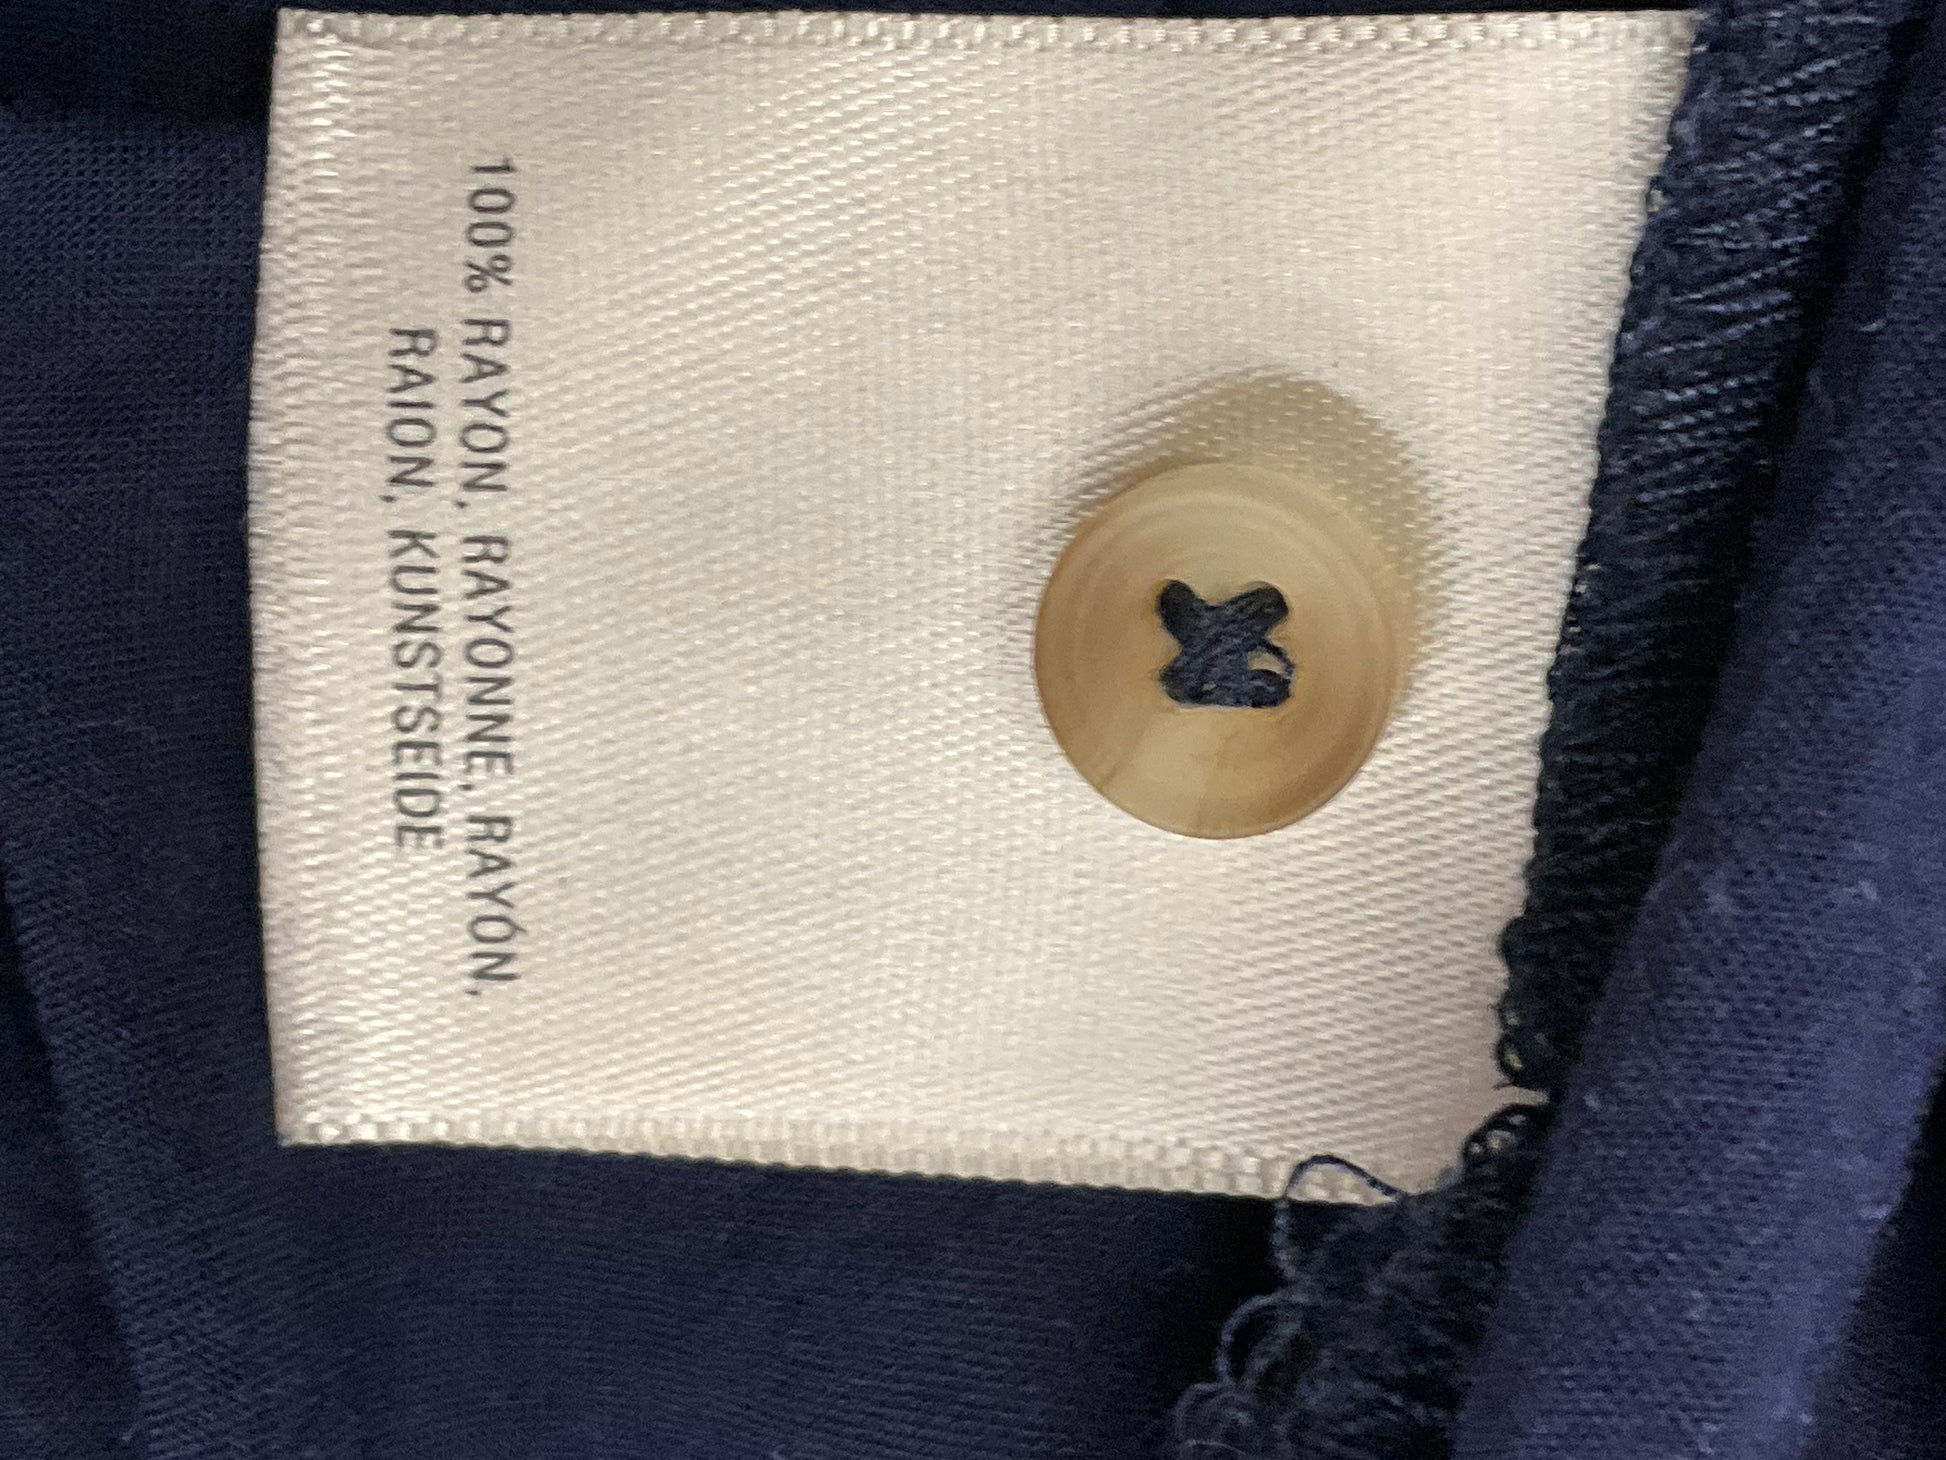 100% RAYON, RAYONNE, RAYÓN,
RAION, KUNSTSEIDE